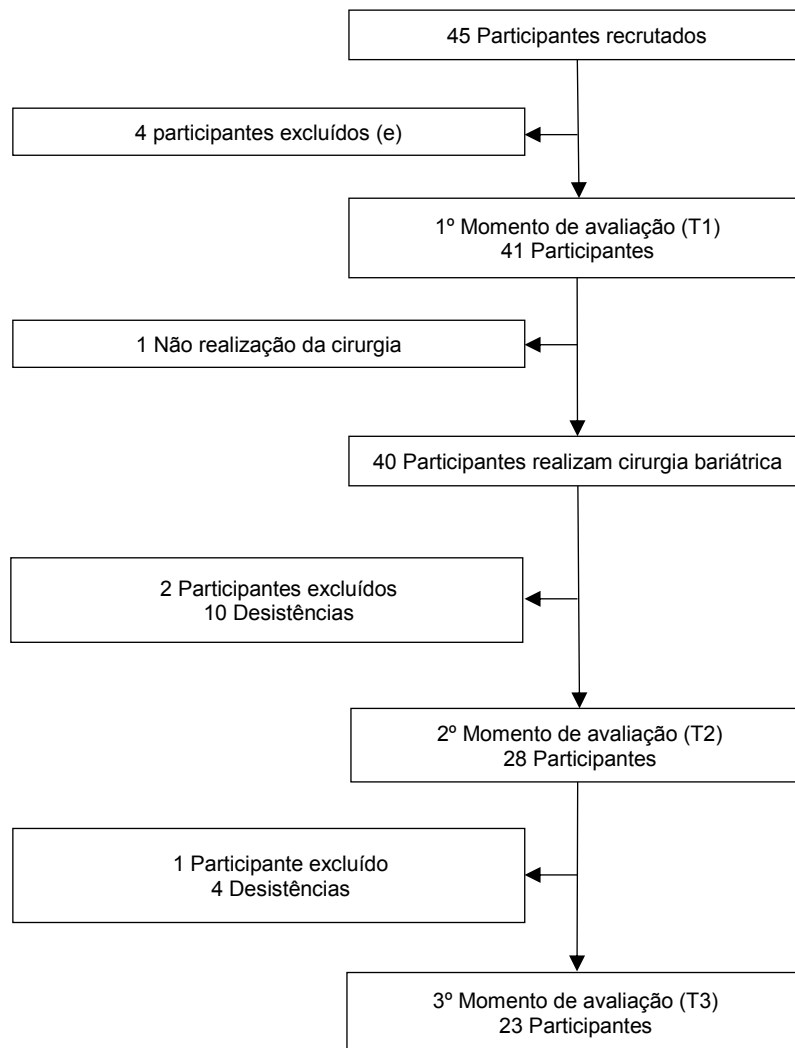 45 Participantes recrutados
4 participantes excluídos (e)
1º Momento de avaliação (T1)
41 Participantes
1 Não realização da cirurgia
40 Participantes realizam cirurgia bariátrica
2 Participantes excluídos
10 Desistências
2º Momento de avaliação (T2)
28 Participantes
1 Participante excluído
4 Desistências
3º Momento de avaliação (T3)
23 Participantes